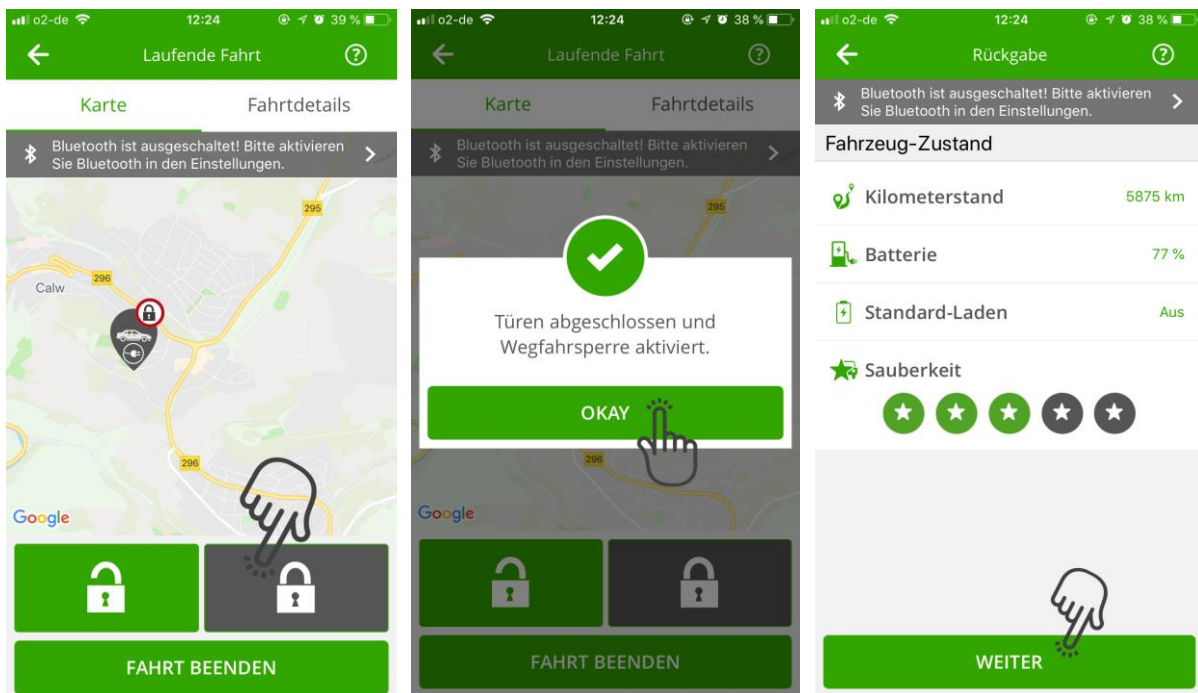 o2-de 12:24 39 %
Laufende Fahrt ?
Karte Fahrtdetails
Bluetooth ist ausgeschaltet! Bitte aktivieren
Sie Bluetooth in den Einstellungen.
295
296
Calw
296
Google
FAHRT BEENDEN
o2-de 12:24 38 %
Laufende Fahrt ?
Karte Fahrtdetails
Bluetooth ist ausgeschaltet! Bitte aktivieren
Sie Bluetooth in den Einstellungen.
295
Türen abgeschlossen und
Wegfahrsperre aktiviert.
OKAY
296
Google
FAHRT BEENDEN
o2-de 12:24 38 %
Rückgabe ?
Bluetooth ist ausgeschaltet! Bitte aktivieren
Sie Bluetooth in den Einstellungen.
Fahrzeug-Zustand
Kilometerstand 5875 km
Batterie 77 %
Standard-Laden Aus
Sauberkeit
WEITER